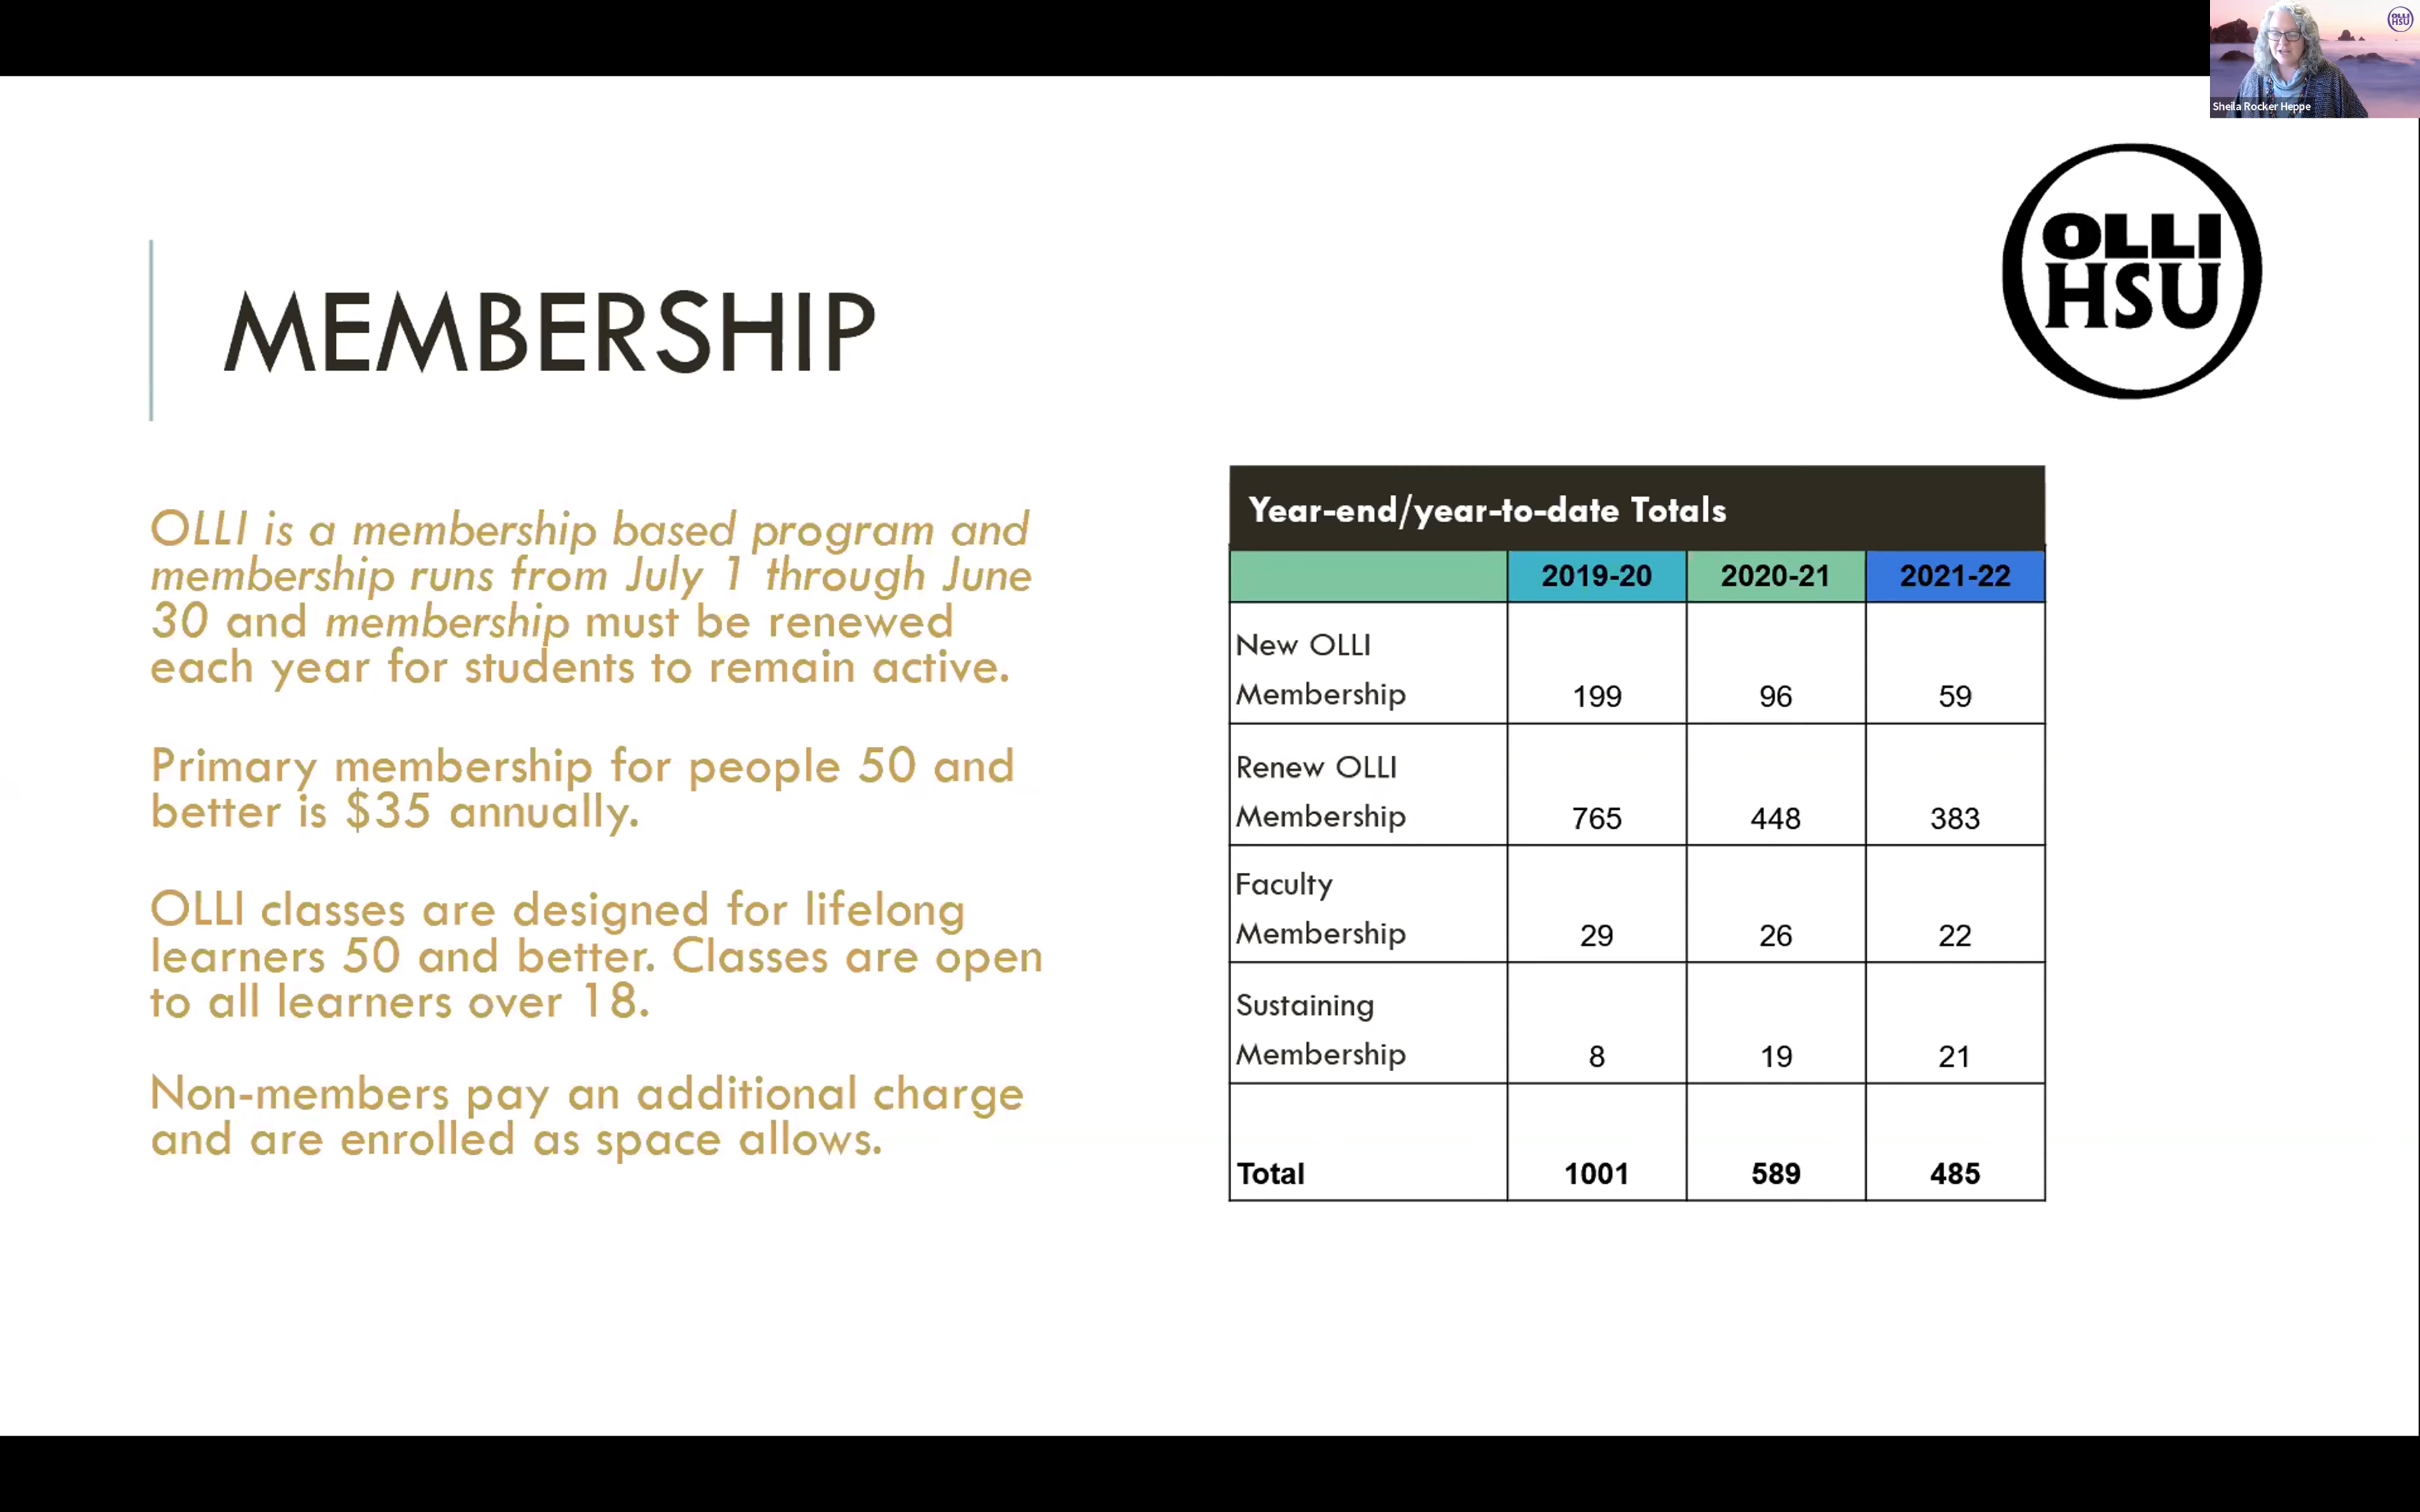 OLLI
HSU
Sheila Rocker Heppe
OLLI
HSU
MEMBERSHIP
OLLI is a membership based program and
membership runs from July 1 through June
30 and membership must be renewed
each year for students to remain active.
Primary membership for people 50 and
better is $35 annually.
OLLI classes are designed for lifelong
learners 50 and better. Classes are open
to all learners over 18.
Non-members pay an additional charge
and are enrolled as space allows.
Year-end/year-to-date Totals
2019-20 2020-21 2021-22
New OLLI
Membership 199 96 59
Renew OLLI
Membership 765 448 383
Faculty
Membership 29 26 22
Sustaining
Membership 8 19 21
Total 1001 589 485